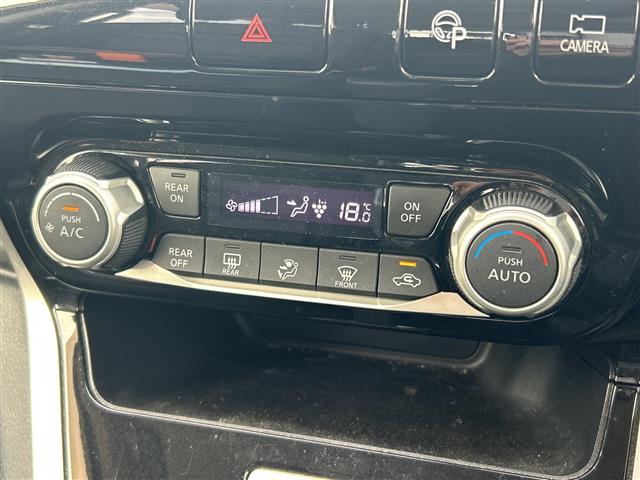 P
CAMERA
PUSH
A/C
REAR
ON
18.0
°C
ON
OFF
REAR
OFF
REAR
FRONT
PUSH
AUTO